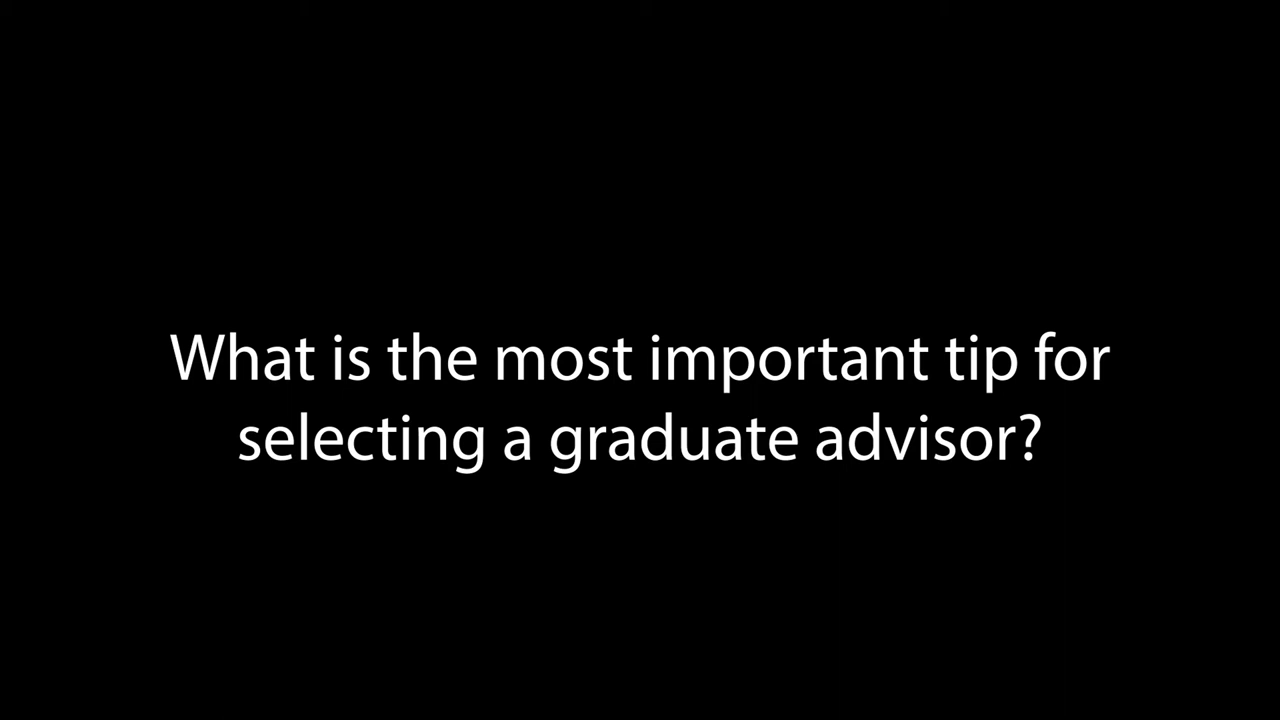 What is the most important tip for
selecting a graduate advisor?